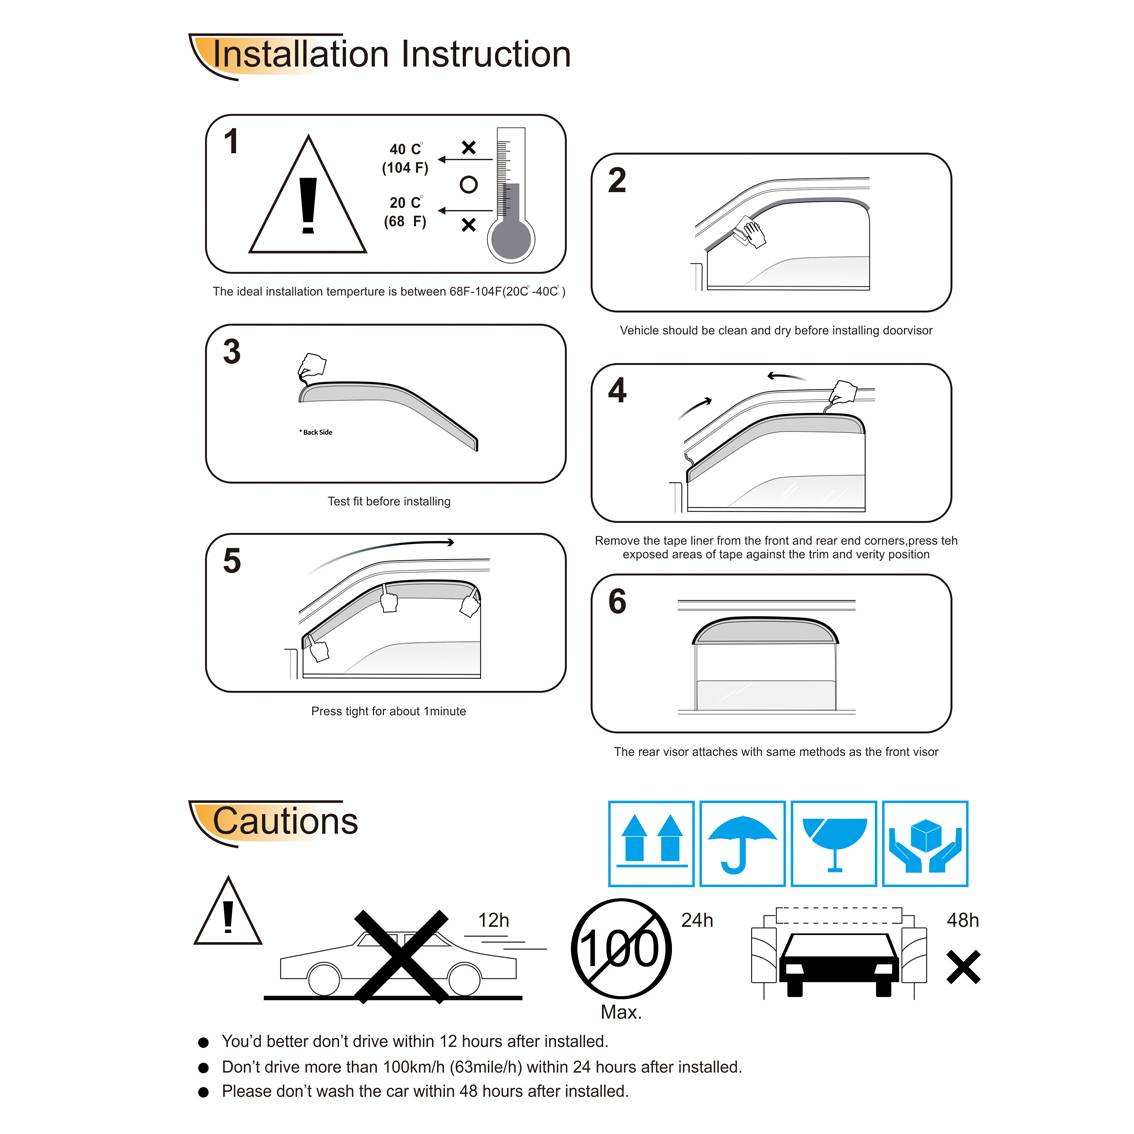 Installation Instruction
1
40 C°
(104 F)
20 C°
(68 F)
The ideal installation temperture is between 68F-104F(20C°-40C°)
2
Vehicle should be clean and dry before installing doorvisor
3
* Back Side
Test fit before installing
4
Remove the tape liner from the front and rear end corners,press teh
exposed areas of tape against the trim and verity position
5
Press tight for about 1minute
6
The rear visor attaches with same methods as the front visor
Cautions
12h
100
Max.
24h
48h
You’d better don’t drive within 12 hours after installed.
Don’t drive more than 100km/h (63mile/h) within 24 hours after installed.
Please don’t wash the car within 48 hours after installed.